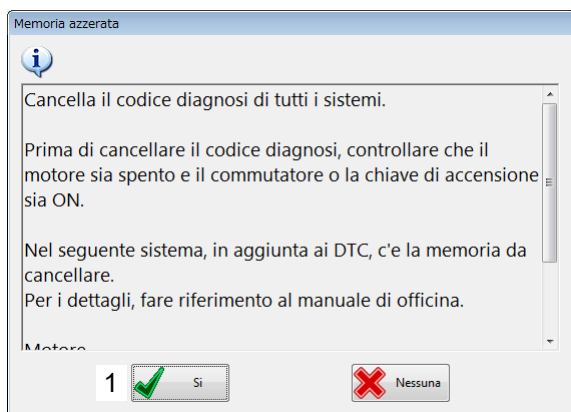 Memoria azzerata
Cancella il codice diagnosi di tutti i sistemi.
Prima di cancellare il codice diagnosi, controllare che il
motore sia spento e il commutatore o la chiave di accensione
sia ON.
Nel seguente sistema, in aggiunta ai DTC, c'e la memoria da
cancellare.
Per i dettagli, fare riferimento al manuale di officina.
Motore
1 Si Nessuna